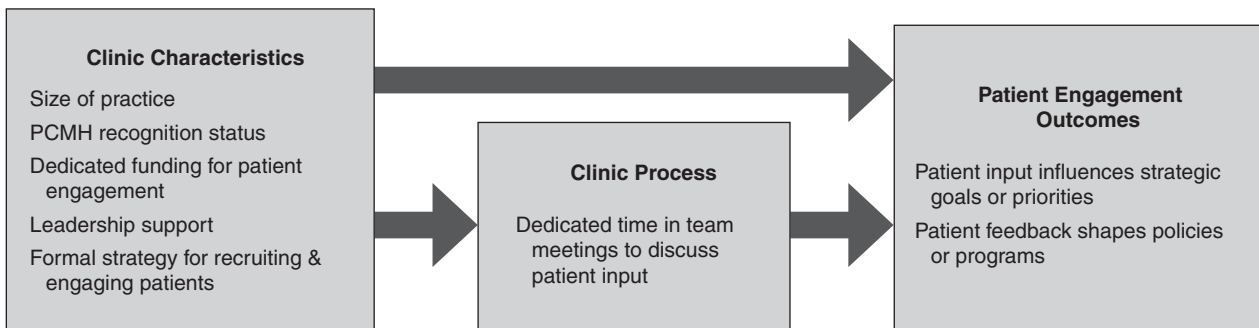 Clinic Characteristics
Size of practice
PCMH recognition status
Dedicated funding for patient
engagement
Leadership support
Formal strategy for recruiting &
engaging patients
Clinic Process
Dedicated time in team
meetings to discuss
patient input
Patient Engagement
Outcomes
Patient input influences strategic
goals or priorities
Patient feedback shapes policies
or programs